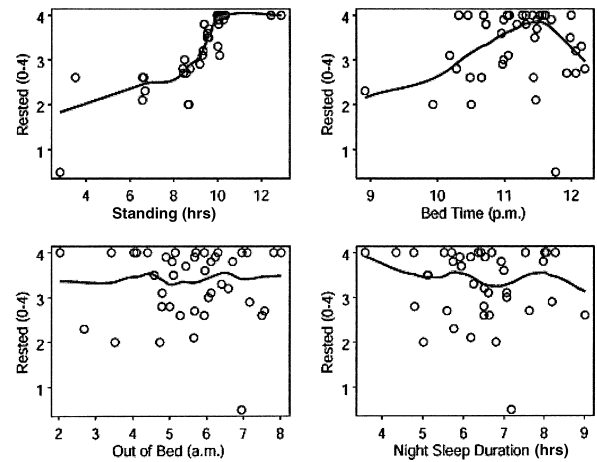 Rested (0-4)
4
3
2
1
4 6 8 10 12
Standing (hrs)
Rested (0-4)
4
3
2
1
9 10 11 12
Bed Time (p.m.)
Rested (0-4)
4
3
2
1
2 3 4 5 6 7 8
Out of Bed (a.m.)
Rested (0-4)
4
3
2
1
4 5 6 7 8 9
Night Sleep Duration (hrs)